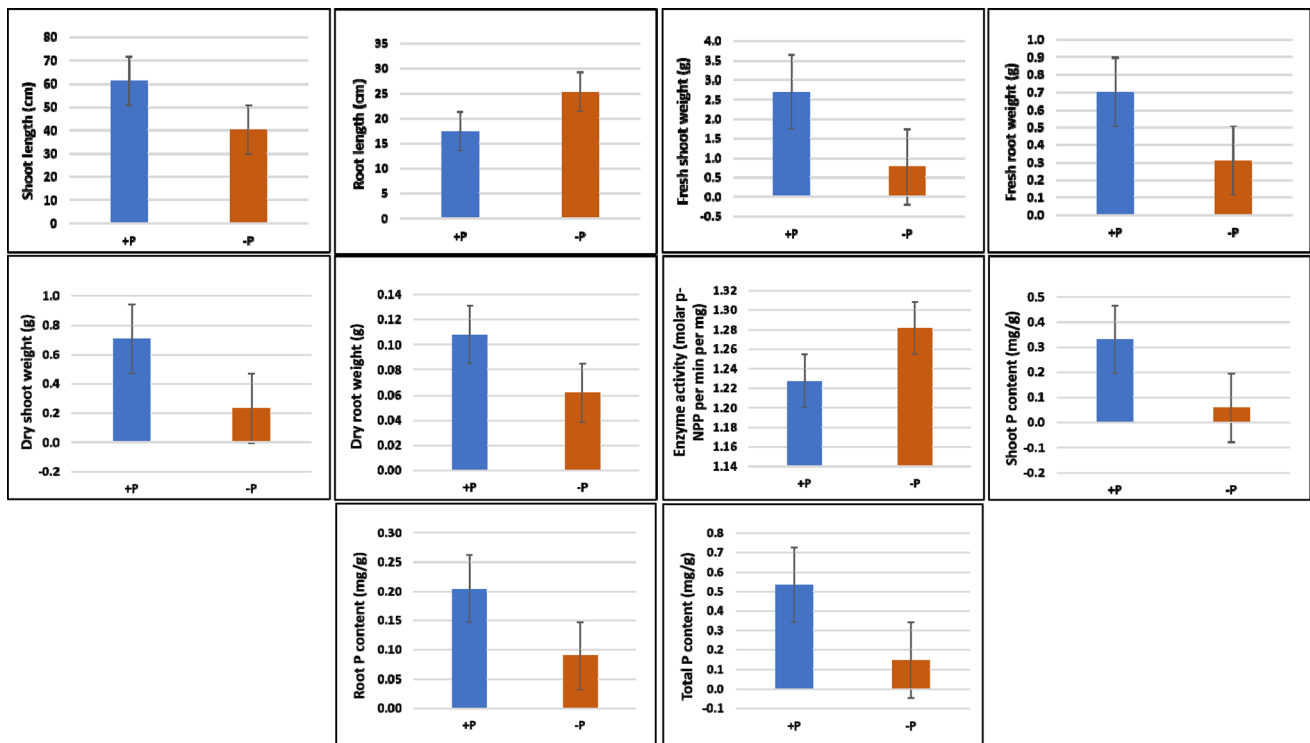 Shoot length (cm)
80
70
60
50
40
30
20
10
0
+P
-P
Root length (cm)
35
30
25
20
15
10
5
0
+P
-P
Fresh shoot weight (g)
4.0
3.5
3.0
2.5
2.0
1.5
1.0
0.5
0.0
-0.5
+P
-P
Fresh root weight (g)
1.0
0.9
0.8
0.7
0.6
0.5
0.4
0.3
0.2
0.1
0.0
+P
-P
Dry shoot weight (g)
1.0
0.8
0.6
0.4
0.2
0.0
-0.2
+P
-P
Dry root weight (g)
0.14
0.12
0.10
0.08
0.06
0.04
0.02
0.00
+P
-P
Enzyme activity (molar p-
NPP per min per mg)
1.32
1.30
1.28
1.26
1.24
1.22
1.20
1.18
1.16
1.14
+P
-P
Shoot P content (mg/g)
0.5
0.4
0.3
0.2
0.1
0.0
-0.1
-0.2
+P
-P
Root P content (mg/g)
0.30
0.25
0.20
0.15
0.10
0.05
0.00
+P
-P
Total P content (mg/g)
0.8
0.7
0.6
0.5
0.4
0.3
0.2
0.1
0.0
-0.1
+P
-P